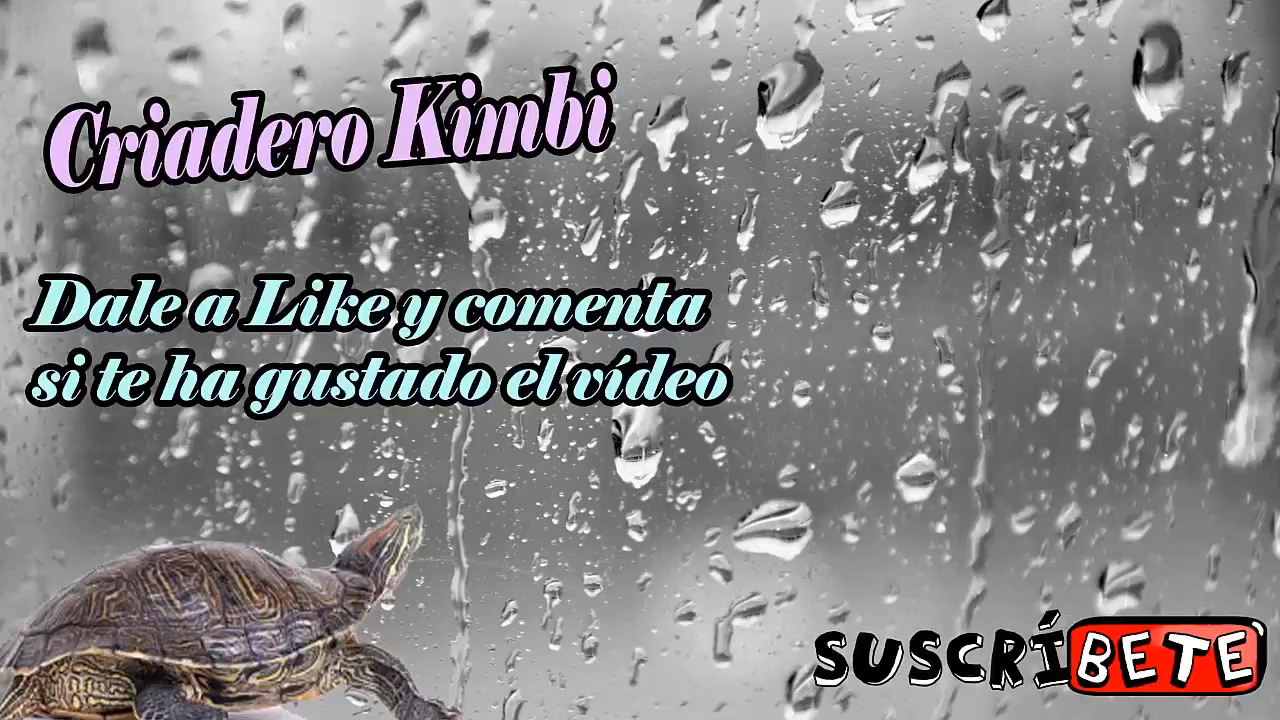 Criadero Kimbi
Dale a Like y comenta
si te ha gustado el vídeo
SUSCRÍBETE